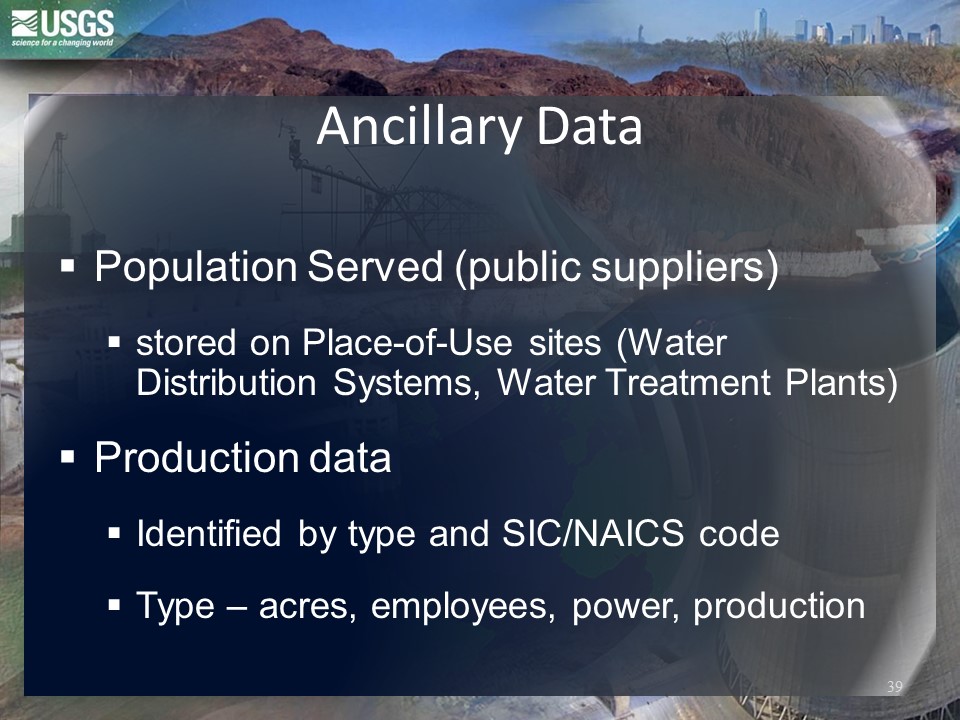 USGS
science for a changing world
Ancillary Data
▪ Population Served (public suppliers)
▪ stored on Place-of-Use sites (Water
Distribution Systems, Water Treatment Plants)
▪ Production data
▪ Identified by type and SIC/NAICS code
▪ Type – acres, employees, power, production
39